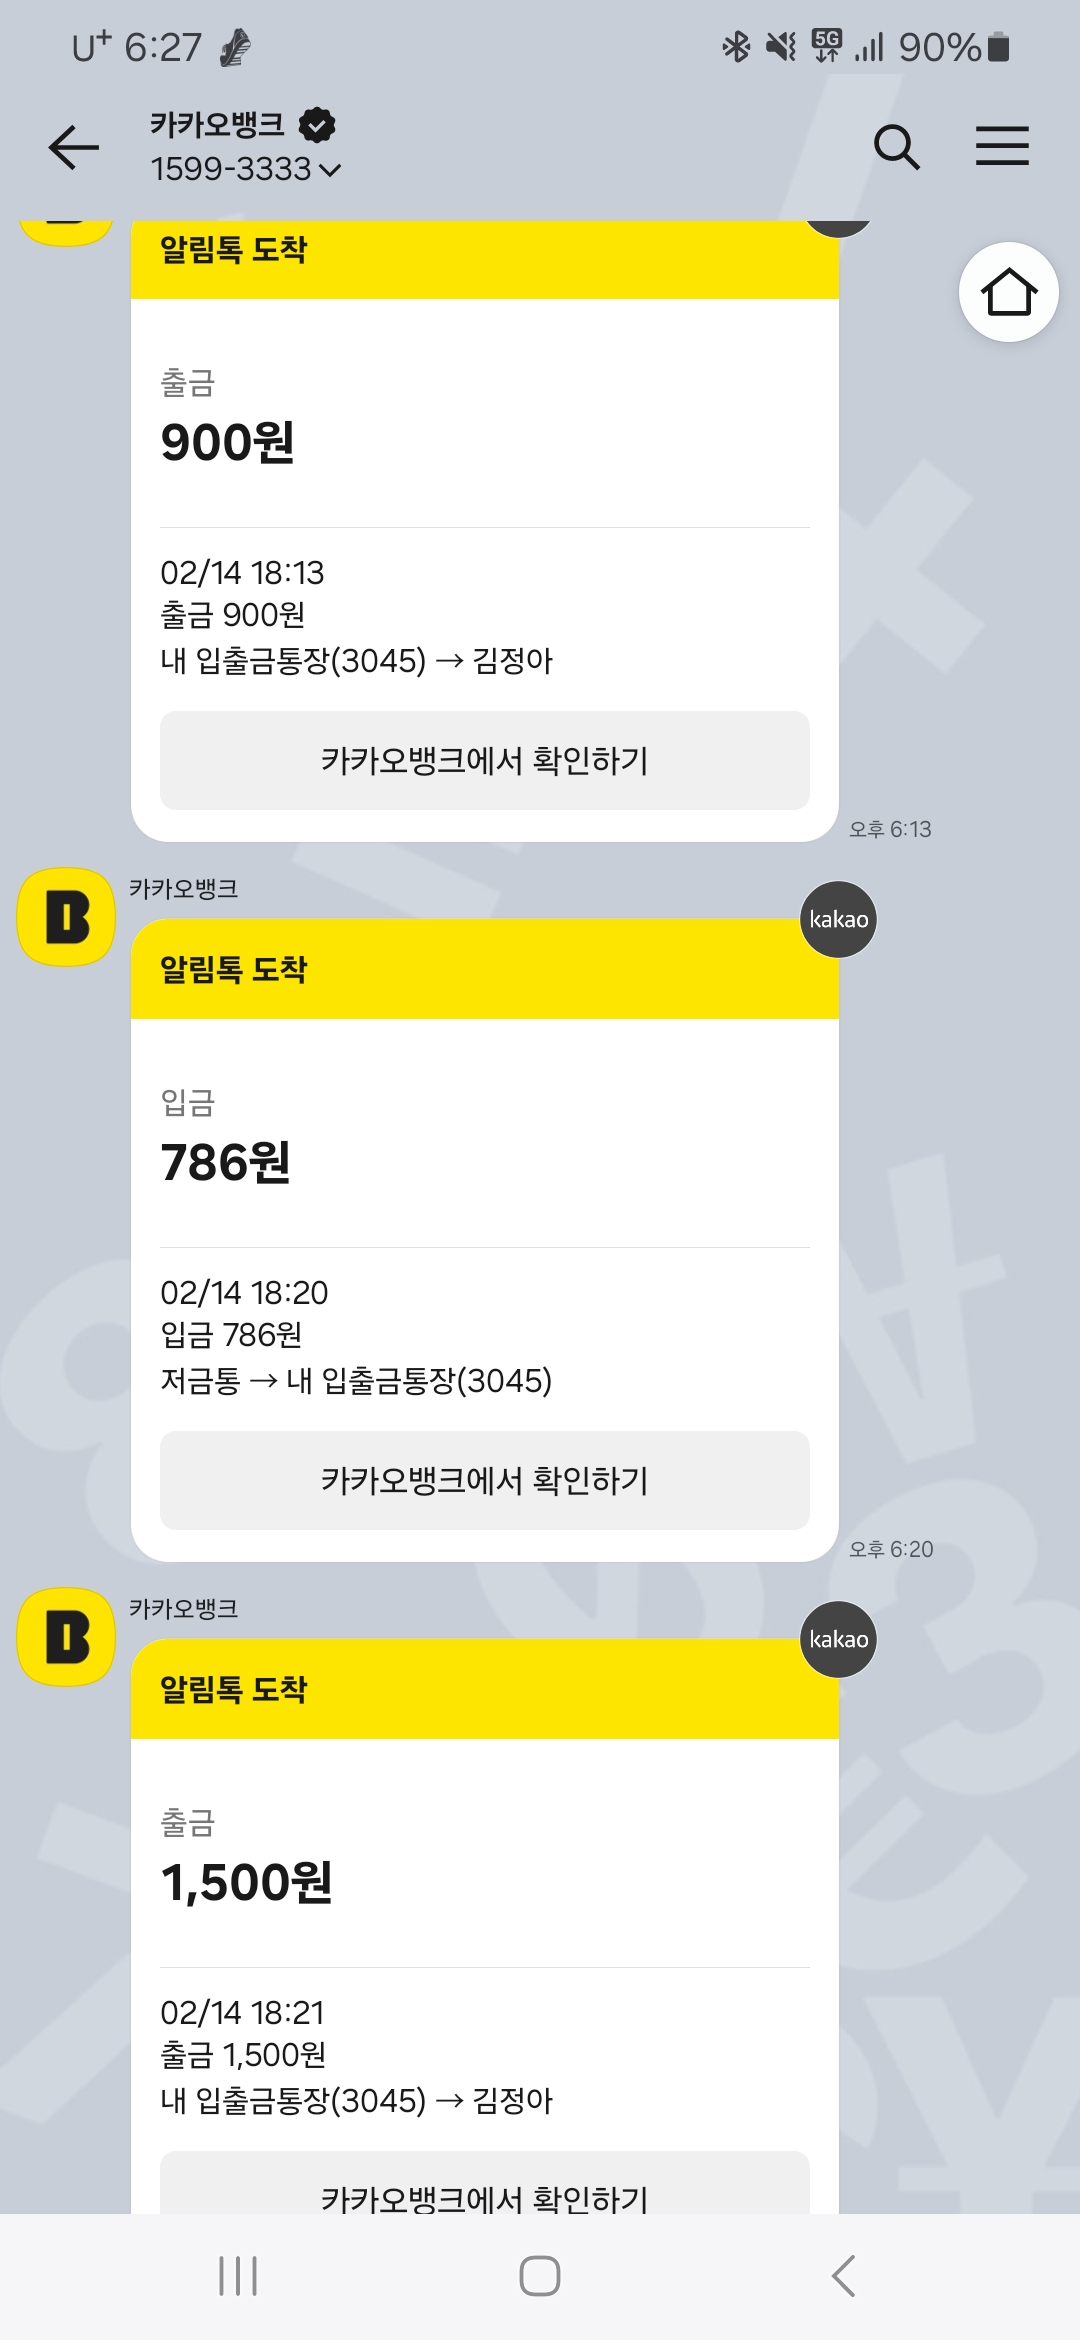 U⁺ 6:27 5G 90%
카카오뱅크
1599-3333
알림톡 도착
출금
900원
02/14 18:13
출금 900원
내 입출금통장(3045) → 김정아
카카오뱅크에서 확인하기
오후 6:13
카카오뱅크
B
kakao
알림톡 도착
입금
786원
02/14 18:20
입금 786원
저금통 → 내 입출금통장(3045)
카카오뱅크에서 확인하기
오후 6:20
카카오뱅크
B
kakao
알림톡 도착
출금
1,500원
02/14 18:21
출금 1,500원
내 입출금통장(3045) → 김정아
카카오뱅크에서 확인하기